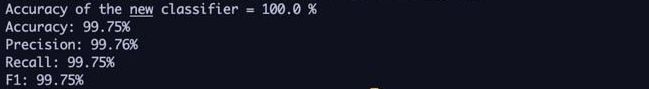 Accuracy of the new classifier = 100.0 %
Accuracy: 99.75%
Precision: 99.76%
Recall: 99.75%
F1: 99.75%